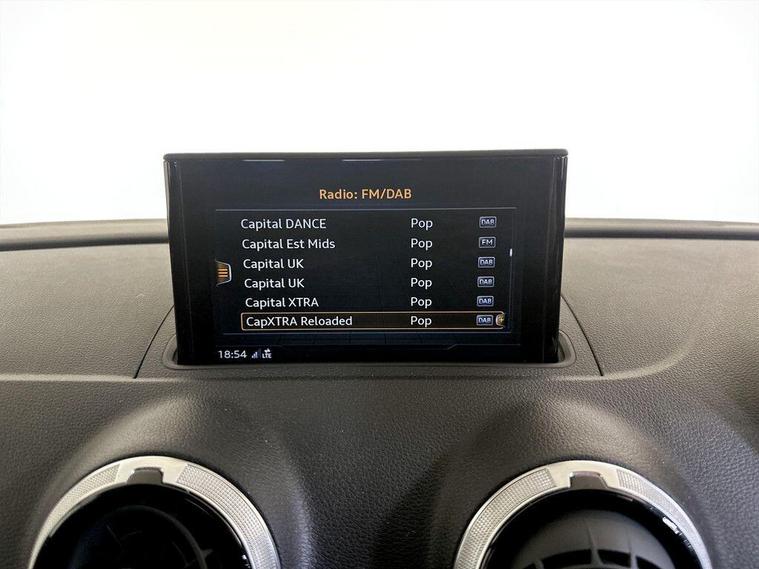 Radio: FM/DAB
Capital DANCE Pop DAB
Capital Est Mids Pop FM
Capital UK Pop DAB
Capital UK Pop DAB
Capital XTRA Pop DAB
CapXTRA Reloaded Pop DAB
18:54 LTE